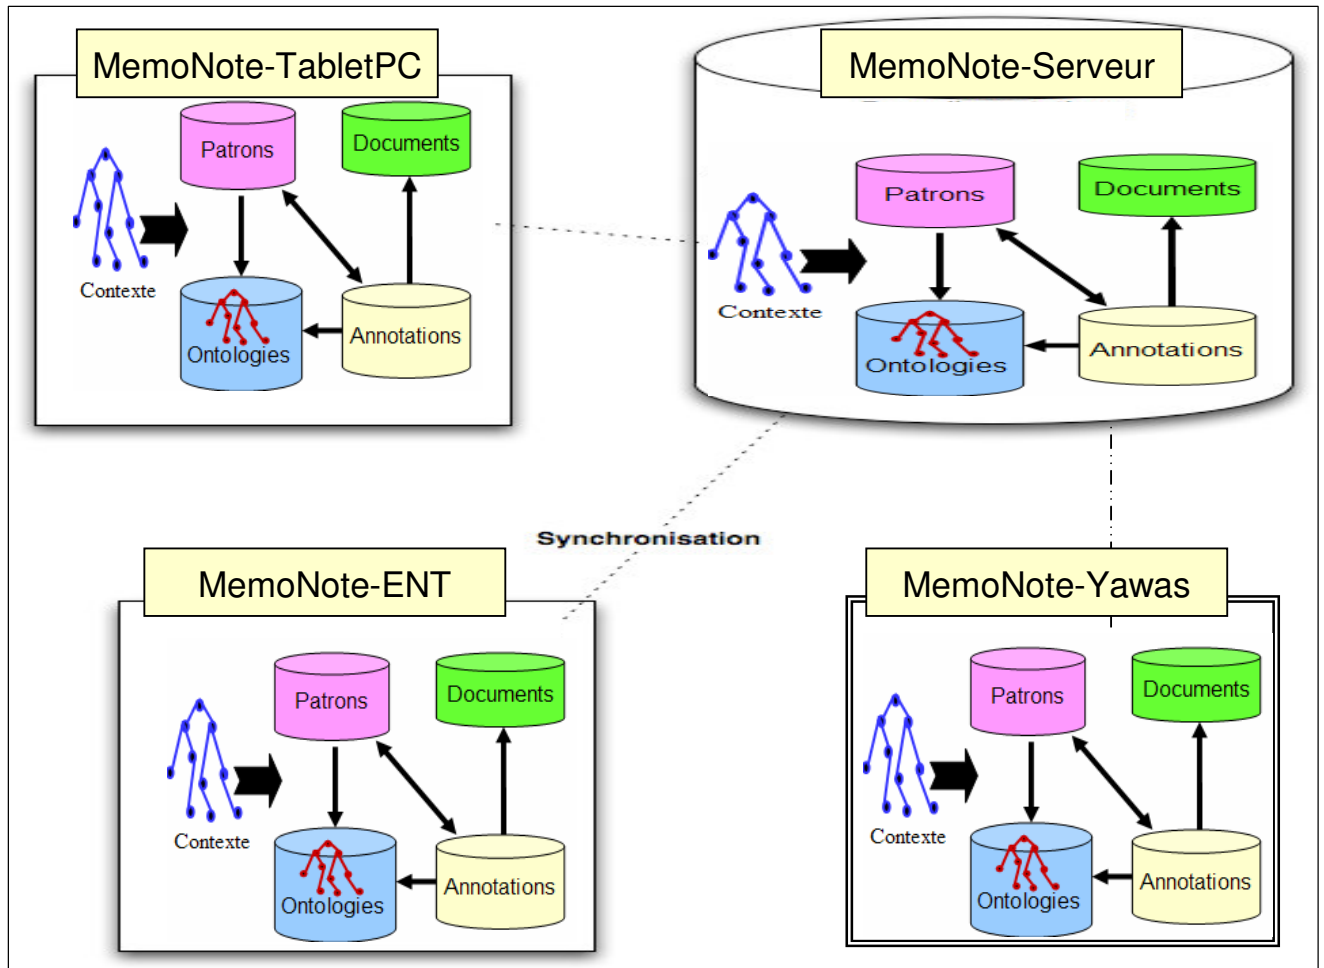 MemoNote-TabletPC
Patrons
Documents
Contexte
Ontologies
Annotations
MemoNote-Serveur
Patrons
Documents
Contexte
Ontologies
Annotations
Synchronisation
MemoNote-ENT
Patrons
Documents
Contexte
Ontologies
Annotations
MemoNote-Yawas
Patrons
Documents
Contexte
Ontologies
Annotations